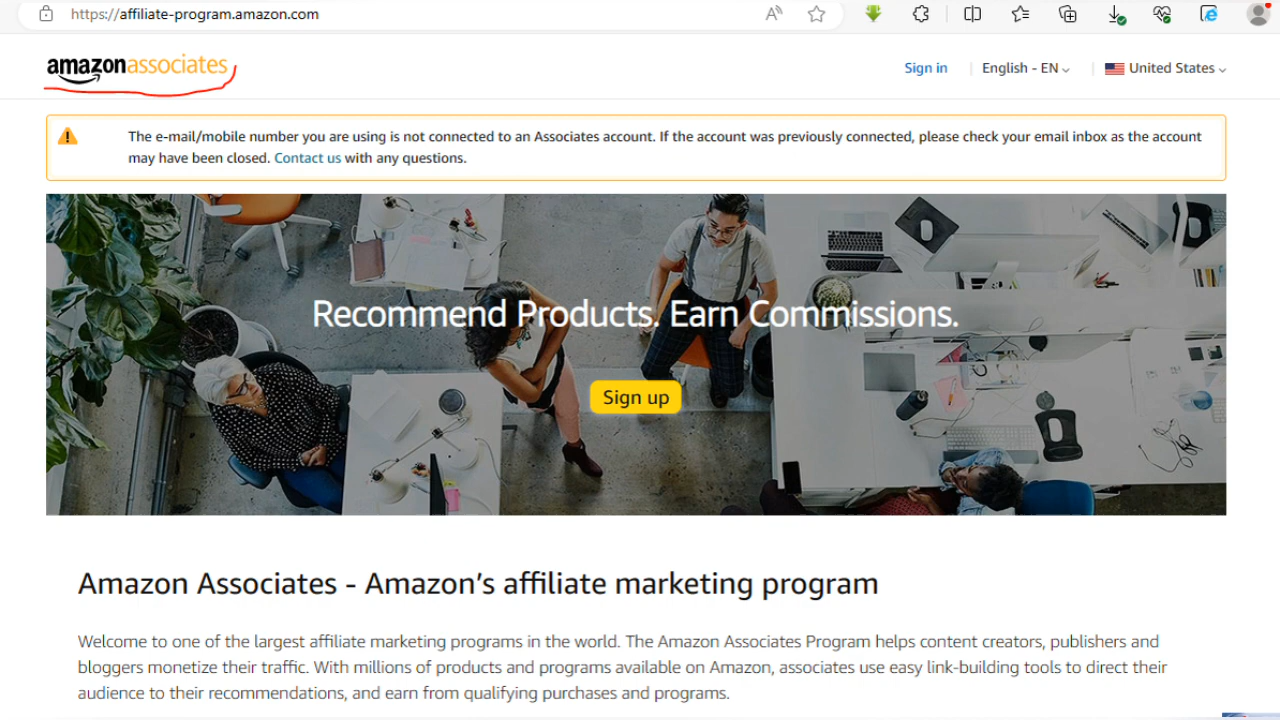 https://affiliate-program.amazon.com
amazonassociates
Sign in
English - EN
United States
The e-mail/mobile number you are using is not connected to an Associates account. If the account was previously connected, please check your email inbox as the account
may have been closed. Contact us with any questions.
Recommend Products. Earn Commissions.
Sign up
Amazon Associates - Amazon’s affiliate marketing program
Welcome to one of the largest affiliate marketing programs in the world. The Amazon Associates Program helps content creators, publishers and
bloggers monetize their traffic. With millions of products and programs available on Amazon, associates use easy link-building tools to direct their
audience to their recommendations, and earn from qualifying purchases and programs.